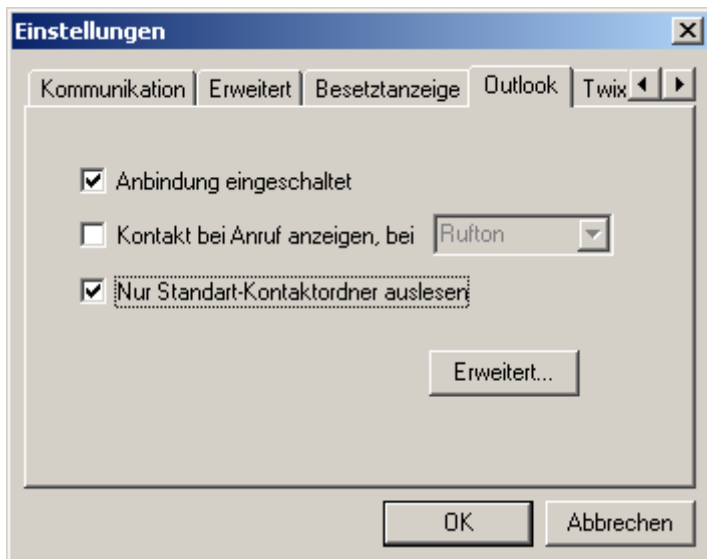 Einstellungen
Kommunikation Erweitert Besetztanzeige Outlook Twix
Anbindung eingeschaltet
Kontakt bei Anruf anzeigen, bei Rufton
Nur Standart-Kontaktordner auslesen
Erweitert...
OK Abbrechen